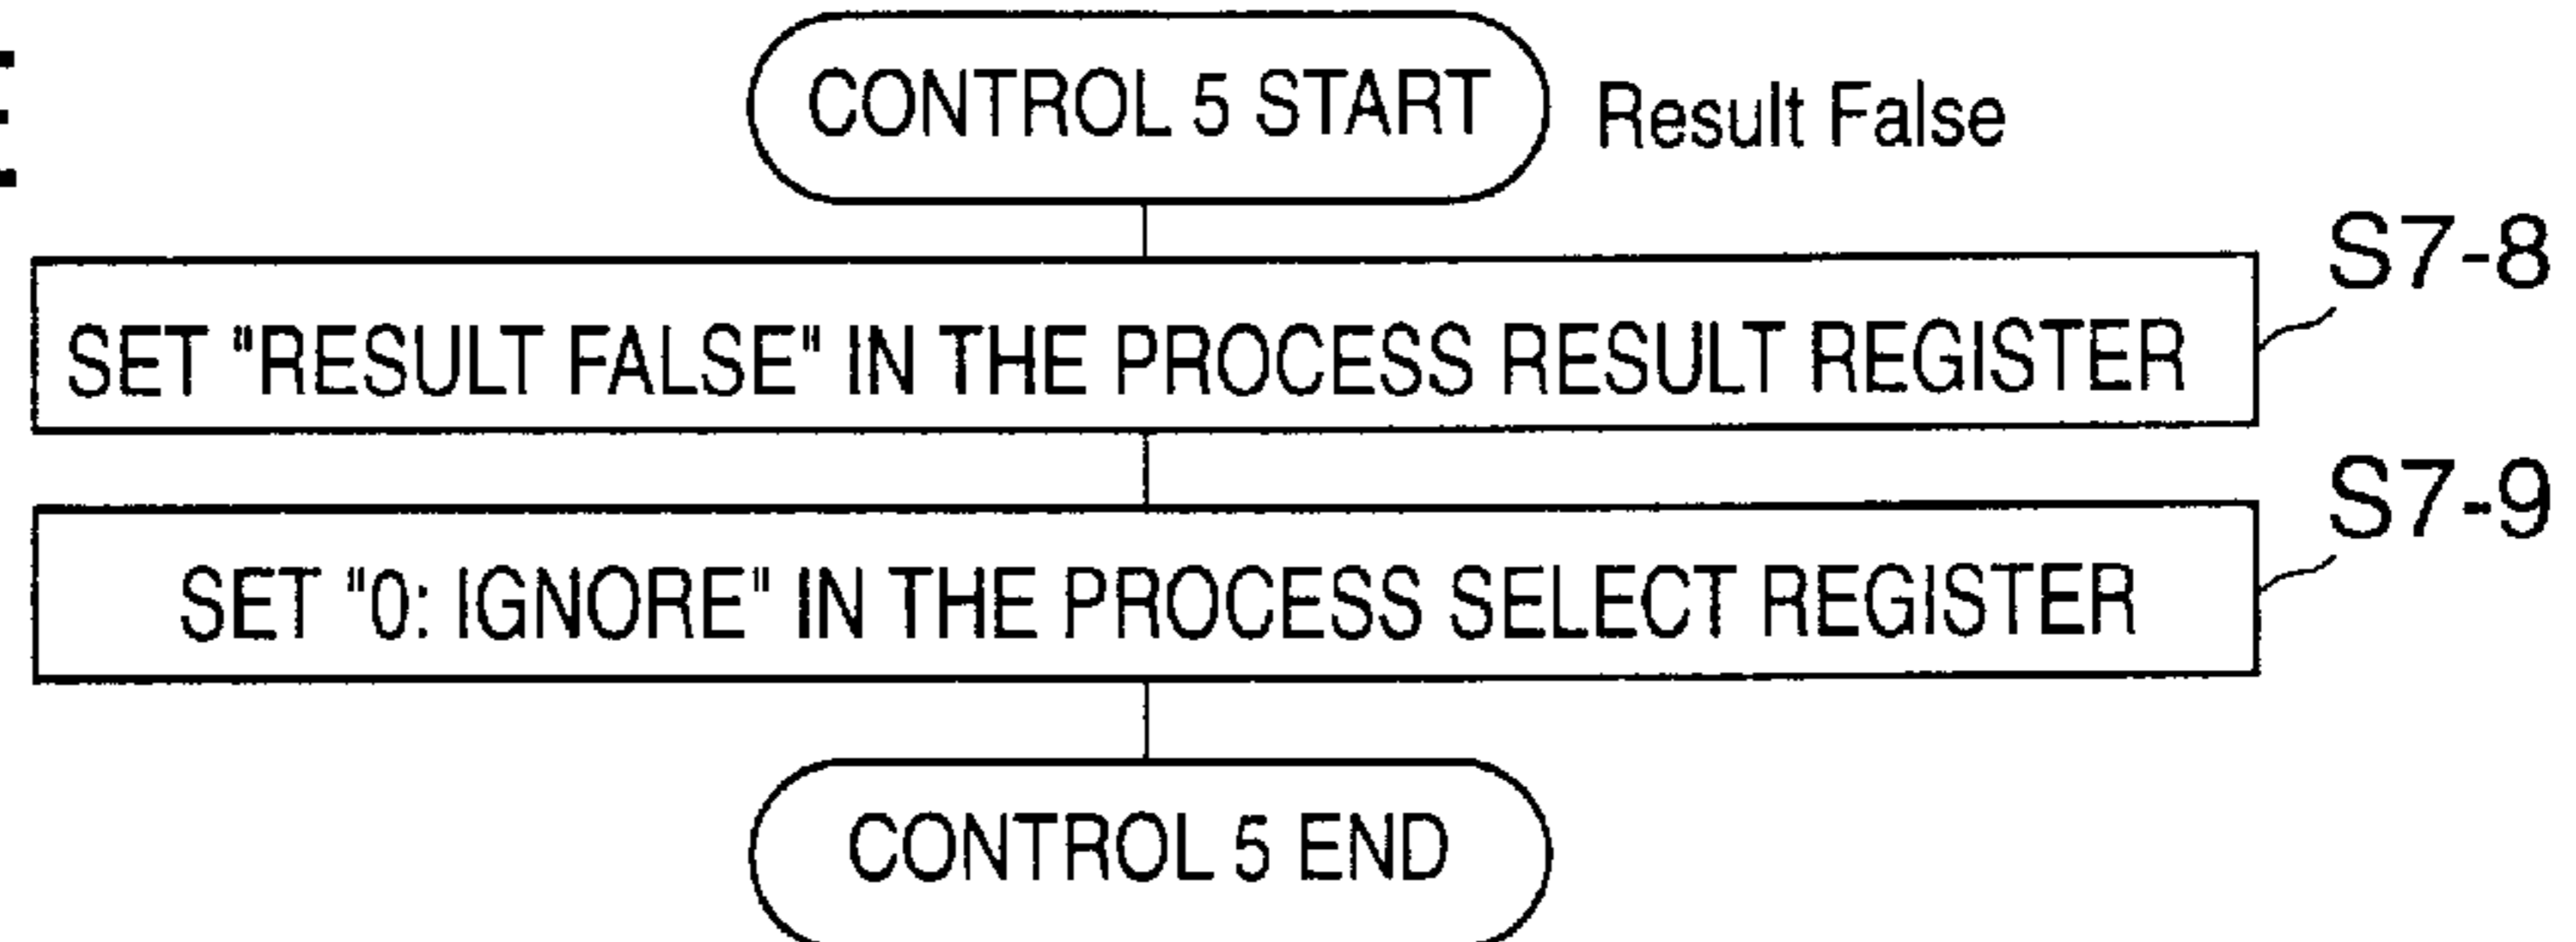 CONTROL 5 START
Result False
S7-8
SET "RESULT FALSE" IN THE PROCESS RESULT REGISTER
S7-9
SET "0: IGNORE" IN THE PROCESS SELECT REGISTER
CONTROL 5 END